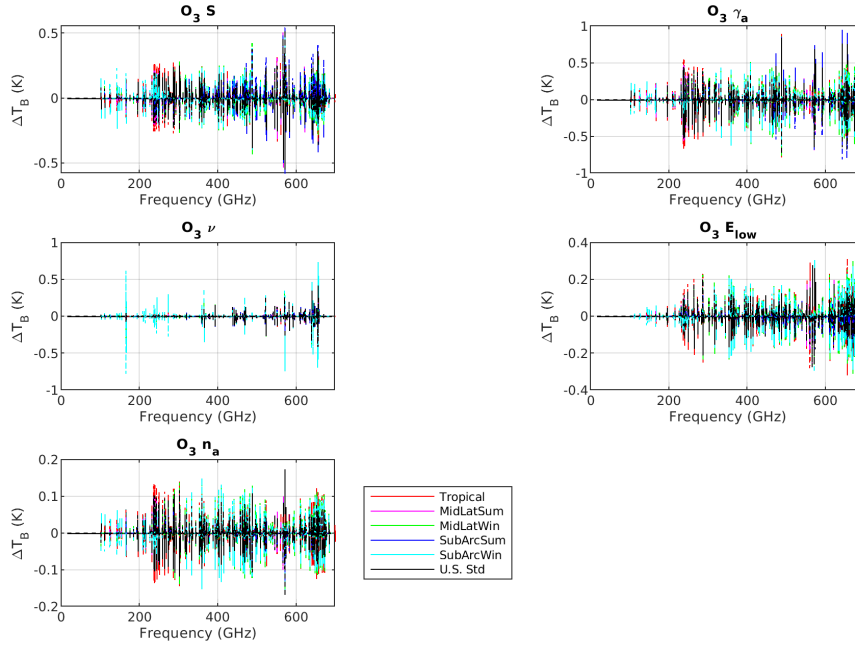 O3 S
0.5
0
-0.5
ΔTB (K)
0 200 400 600
Frequency (GHz)
O3 γa
1
0.5
0
-0.5
-1
ΔTB (K)
0 200 400 600
Frequency (GHz)
O3 ν
1
0.5
0
-0.5
-1
ΔTB (K)
0 200 400 600
Frequency (GHz)
O3 Elow
0.4
0.2
0
-0.2
-0.4
ΔTB (K)
0 200 400 600
Frequency (GHz)
O3 na
0.2
0.1
0
-0.1
-0.2
ΔTB (K)
0 200 400 600
Frequency (GHz)
Tropical
MidLatSum
MidLatWin
SubArcSum
SubArcWin
U.S. Std